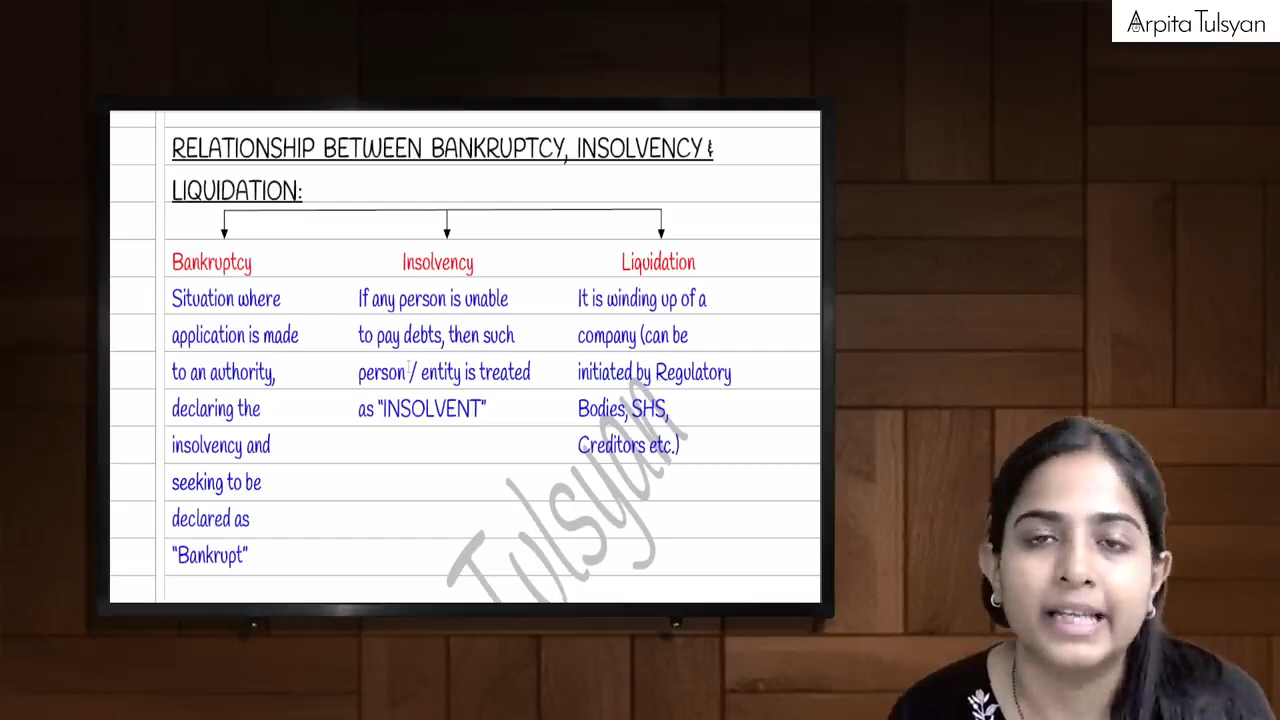 Arpita Tulsyan
RELATIONSHIP BETWEEN BANKRUPTCY, INSOLVENCY &
LIQUIDATION:
Bankruptcy
Situation where
application is made
to an authority,
declaring the
insolvency and
seeking to be
declared as
"Bankrupt"
Insolvency
If any person is unable
to pay debts, then such
person / entity is treated
as "INSOLVENT"
Liquidation
It is winding up of a
company (can be
initiated by Regulatory
Bodies, SHS,
Creditors etc.)
Tulsyan